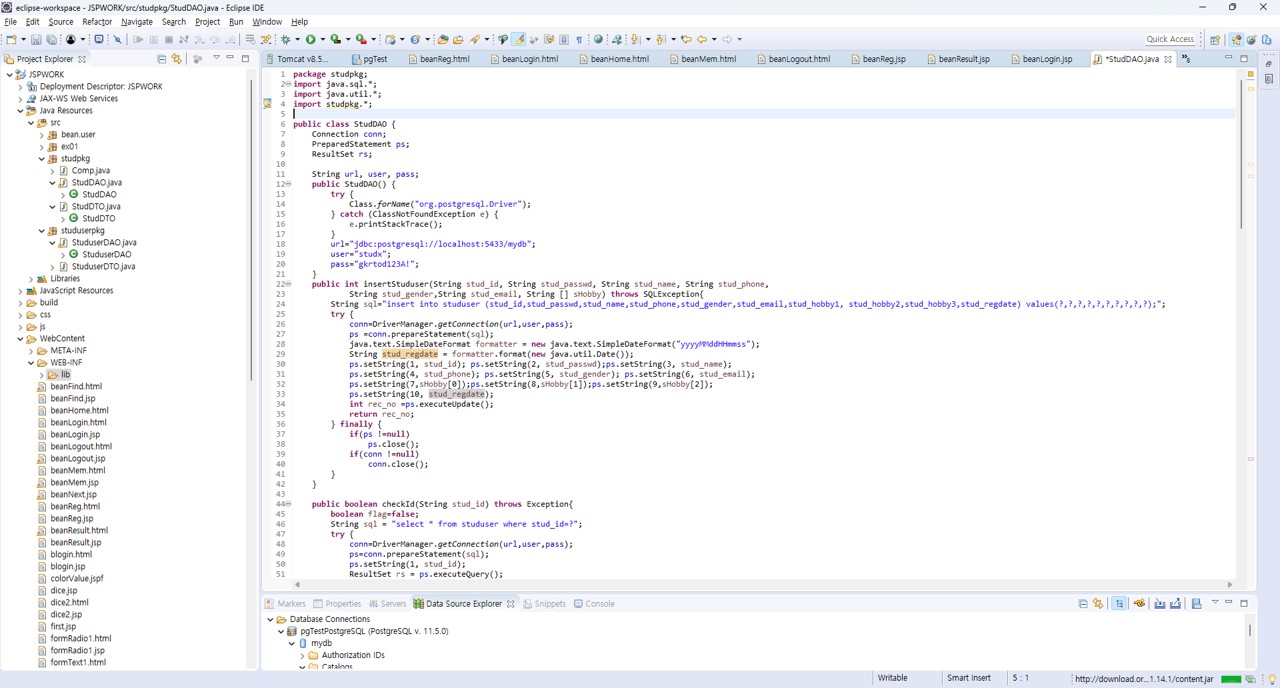 eclipse-workspace - JSPWORK/src/studpkg/StudDAO.java - Eclipse IDE
File Edit Source Refactor Navigate Search Project Run Window Help
Quick Access
Project Explorer
Tomcat v8.5... pgTest beanReg.html beanLogin.html beanHome.html beanMem.html beanLogout.html beanReg.jsp beanResult.jsp beanLogin.jsp *StudDAO.java
JSPWORK
Deployment Descriptor: JSPWORK
JAX-WS Web Services
Java Resources
src
bean.user
ex01
studpkg
Comp.java
StudDAO.java
StudDAO
StudDTO.java
StudDTO
studuserpkg
StuduserDAO.java
StuduserDAO
StuduserDTO.java
Libraries
JavaScript Resources
build
css
js
WebContent
META-INF
WEB-INF
lib
beanFind.html
beanFind.jsp
beanHome.html
beanLogin.html
beanLogin.jsp
beanLogout.html
beanLogout.jsp
beanMem.html
beanMem.jsp
beanNext.jsp
beanReg.html
beanReg.jsp
beanResult.html
beanResult.jsp
blogin.html
blogin.jsp
colorValue.jspf
dice.jsp
dice2.html
dice2.jsp
first.jsp
formRadio1.html
formRadio1.jsp
formText1.html
1 package studpkg;
2 import java.sql.*;
3 import java.util.*;
4 import studpkg.*;
5
6 public class StudDAO {
7 Connection conn;
8 PreparedStatement ps;
9 ResultSet rs;
10
11 String url, user, pass;
12 public StudDAO() {
13 try {
14 Class.forName("org.postgresql.Driver");
15 } catch (ClassNotFoundException e) {
16 e.printStackTrace();
17 }
18 url="jdbc:postgresql://localhost:5433/mydb";
19 user="studx";
20 pass="gkrtod123A!";
21 }
22 public int insertStuduser(String stud_id, String stud_passwd, String stud_name, String stud_phone,
23 String stud_gender,String stud_email, String [] sHobby) throws SQLException{
24 String sql="insert into studuser (stud_id,stud_passwd,stud_name,stud_phone,stud_gender,stud_email,stud_hobby1, stud_hobby2,stud_hobby3,stud_regdate) values(?,?,?,?,?,?,?,?,?,?);";
25 try {
26 conn=DriverManager.getConnection(url,user,pass);
27 ps =conn.prepareStatement(sql);
28 java.text.SimpleDateFormat formatter = new java.text.SimpleDateFormat("yyyyMMddHHmmss");
29 String stud_regdate = formatter.format(new java.util.Date());
30 ps.setString(1, stud_id); ps.setString(2, stud_passwd);ps.setString(3, stud_name);
31 ps.setString(4, stud_phone); ps.setString(5, stud_gender); ps.setString(6, stud_email);
32 ps.setString(7,sHobby[0]);ps.setString(8,sHobby[1]);ps.setString(9,sHobby[2]);
33 ps.setString(10, stud_regdate);
34 int rec_no =ps.executeUpdate();
35 return rec_no;
36 } finally {
37 if(ps !=null)
38 ps.close();
39 if(conn !=null)
40 conn.close();
41 }
42 }
43
44 public boolean checkId(String stud_id) throws Exception{
45 boolean flag=false;
46 String sql = "select * from studuser where stud_id=?";
47 try {
48 conn=DriverManager.getConnection(url,user,pass);
49 ps=conn.prepareStatement(sql);
50 ps.setString(1, stud_id);
51 ResultSet rs = ps.executeQuery();
Markers Properties Servers Data Source Explorer Snippets Console
Database Connections
pgTestPostgreSQL (PostgreSQL v. 11.5.0)
mydb
Authorization IDs
Catalogs
Writable Smart Insert 5 : 1 http://download.or...1.14.1/content.jar